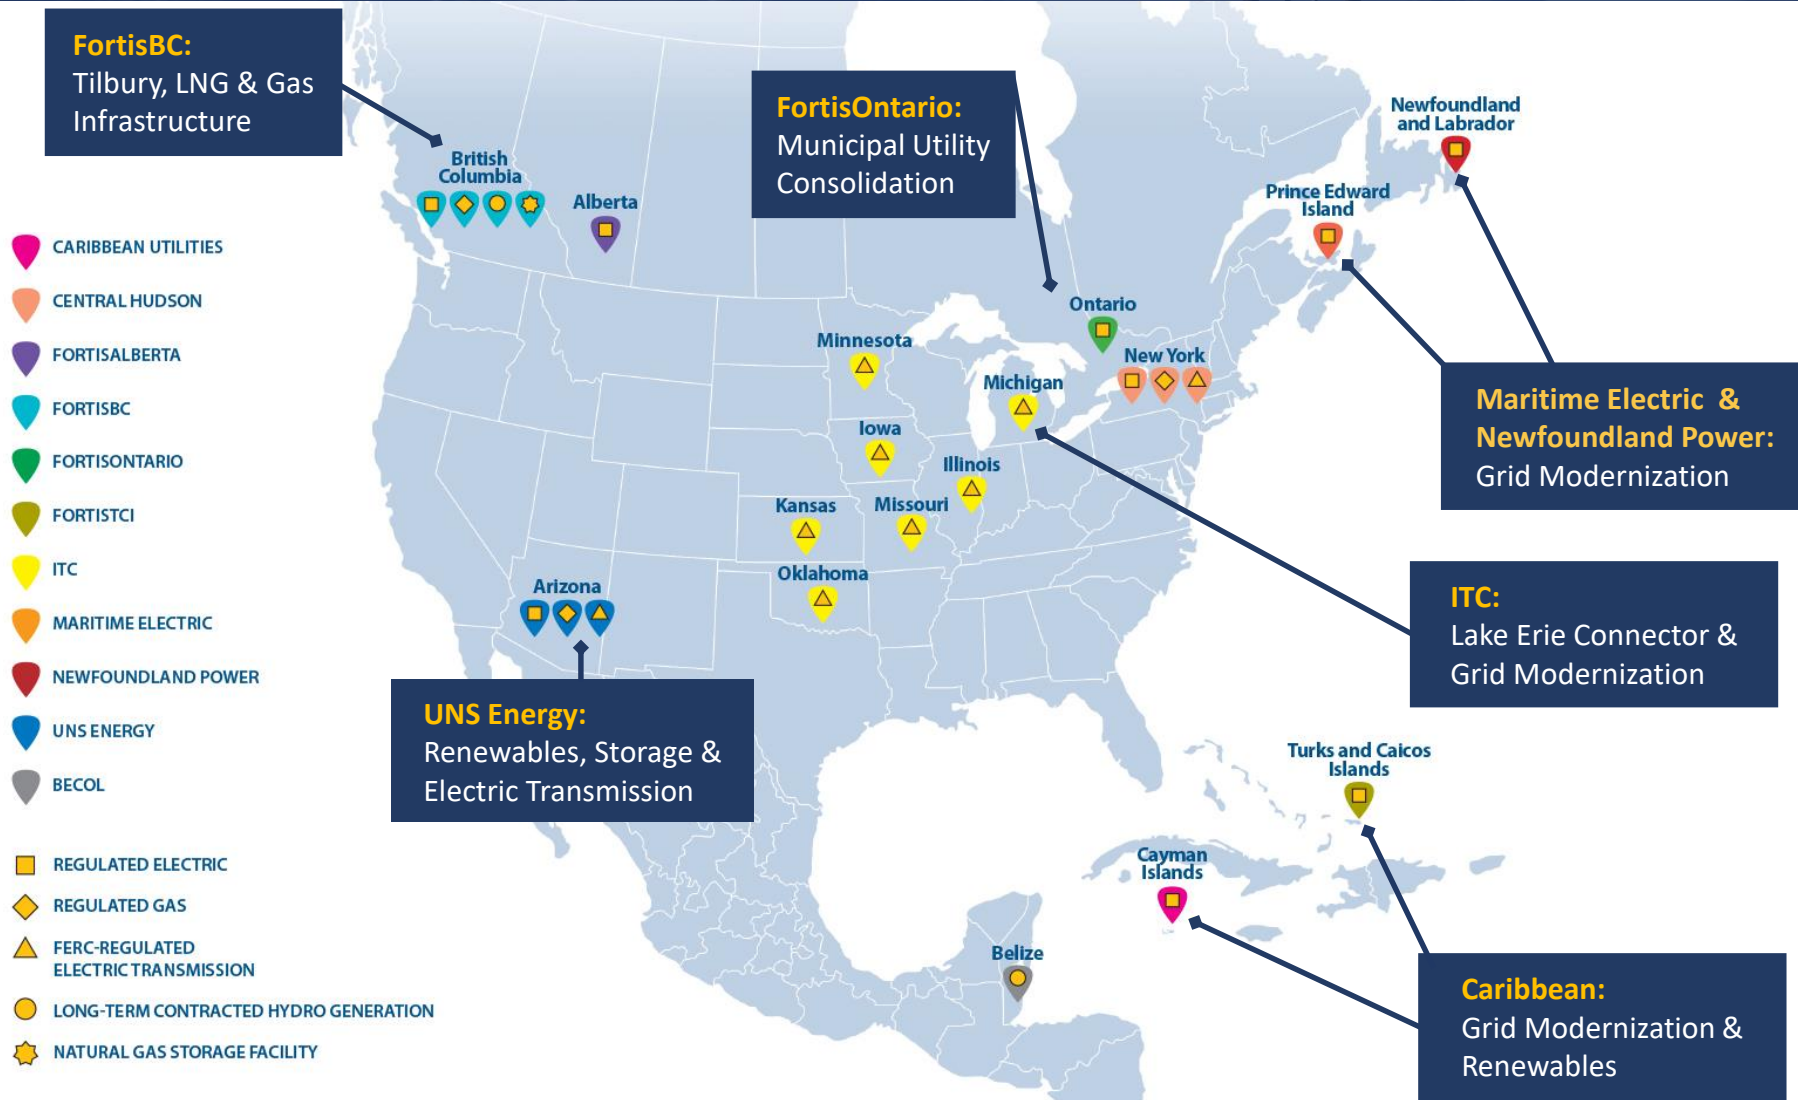 FortisBC:
Tilbury, LNG & Gas
Infrastructure
FortisOntario:
Municipal Utility
Consolidation
Newfoundland
and Labrador
British
Columbia
Alberta
Prince Edward
Island
CARIBBEAN UTILITIES
CENTRAL HUDSON
FORTISALBERTA
FORTISBC
FORTISONTARIO
FORTISTCI
ITC
MARITIME ELECTRIC
NEWFOUNDLAND POWER
UNS ENERGY
BECOL
REGULATED ELECTRIC
REGULATED GAS
FERC-REGULATED
ELECTRIC TRANSMISSION
LONG-TERM CONTRACTED HYDRO GENERATION
NATURAL GAS STORAGE FACILITY
Ontario
Minnesota
New York
Michigan
Iowa
Illinois
Kansas
Missouri
Oklahoma
Arizona
Maritime Electric &
Newfoundland Power:
Grid Modernization
ITC:
Lake Erie Connector &
Grid Modernization
UNS Energy:
Renewables, Storage &
Electric Transmission
Turks and Caicos
Islands
Cayman
Islands
Belize
Caribbean:
Grid Modernization &
Renewables